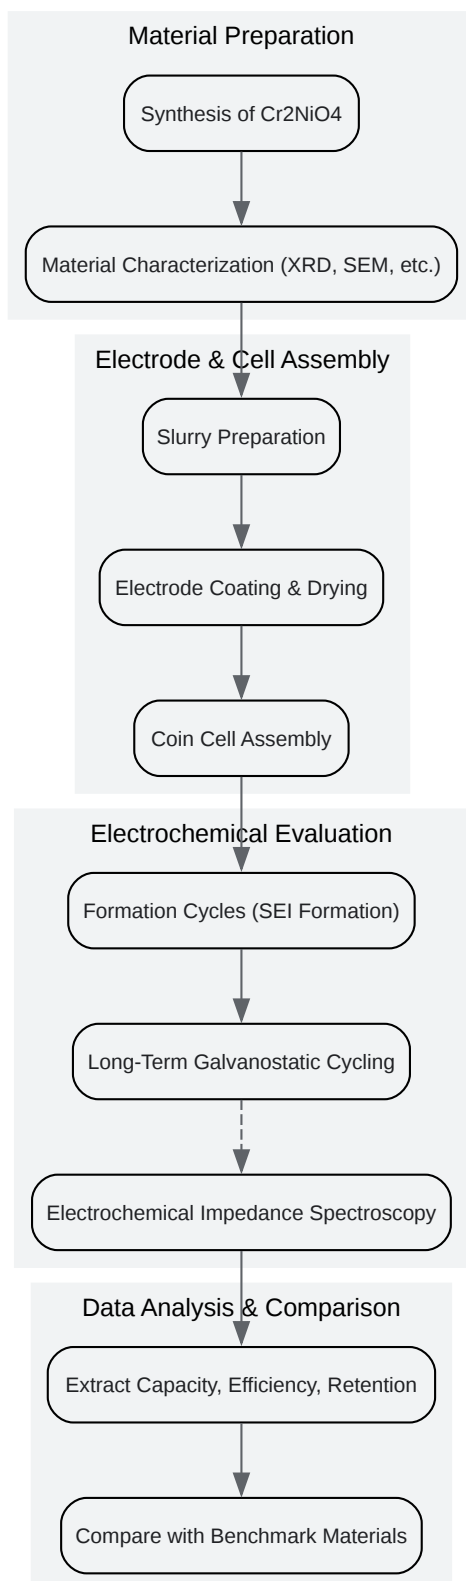 Material Preparation
Synthesis of Cr2NiO4
Material Characterization (XRD, SEM, etc.)
Electrode & Cell Assembly
Slurry Preparation
Electrode Coating & Drying
Coin Cell Assembly
Electrochemical Evaluation
Formation Cycles (SEI Formation)
Long-Term Galvanostatic Cycling
Electrochemical Impedance Spectroscopy
Data Analysis & Comparison
Extract Capacity, Efficiency, Retention
Compare with Benchmark Materials